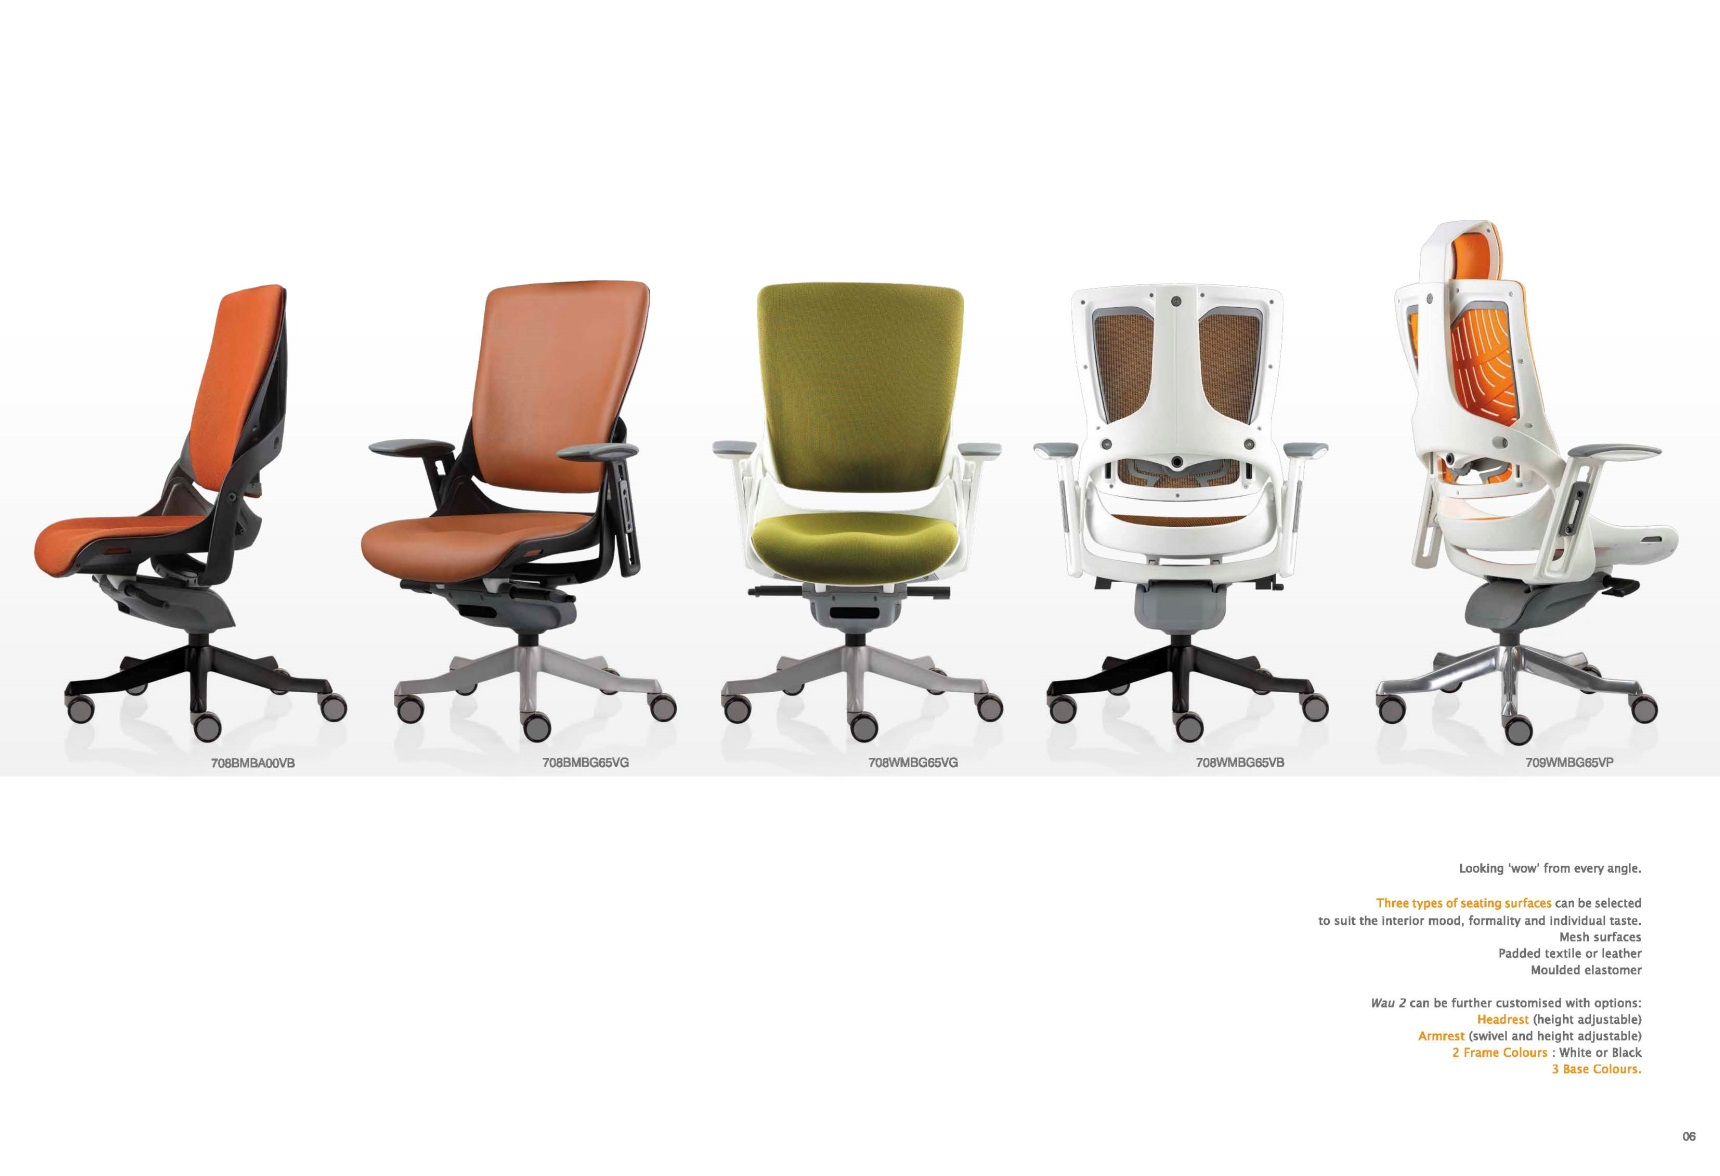 708BMBA00VB
708BMBG65VG
708WMBG65VG
708WMBG65VB
709WMBG65VP
Looking 'wow' from every angle.
Three types of seating surfaces can be selected
to suit the interior mood, formality and individual taste.
Mesh surfaces
Padded textile or leather
Moulded elastomer
Wau 2 can be further customised with options:
Headrest (height adjustable)
Armrest (swivel and height adjustable)
2 Frame Colours : White or Black
3 Base Colours.
06